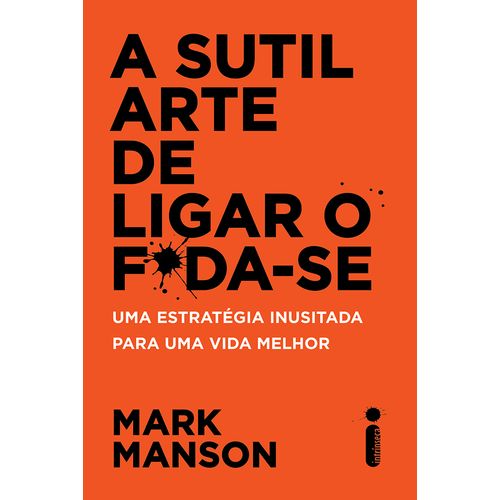 A SUTIL
ARTE
DE
LIGAR O
F*DA-SE
UMA ESTRATÉGIA INUSITADA
PARA UMA VIDA MELHOR
MARK
MANSON
intrínseca